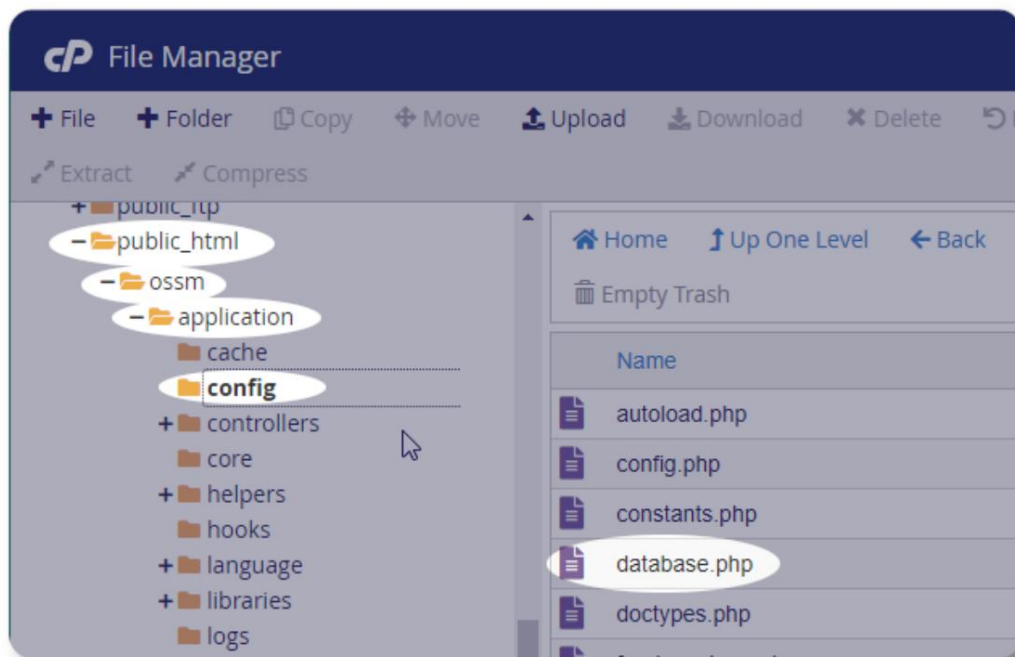 cP File Manager
File Folder Copy Move Upload Download Delete
Extract Compress
public_ftp
public_html
ossm
application
cache
config
controllers
core
helpers
hooks
language
libraries
logs
Home Up One Level Back
Empty Trash
Name
autoload.php
config.php
constants.php
database.php
doctypes.php